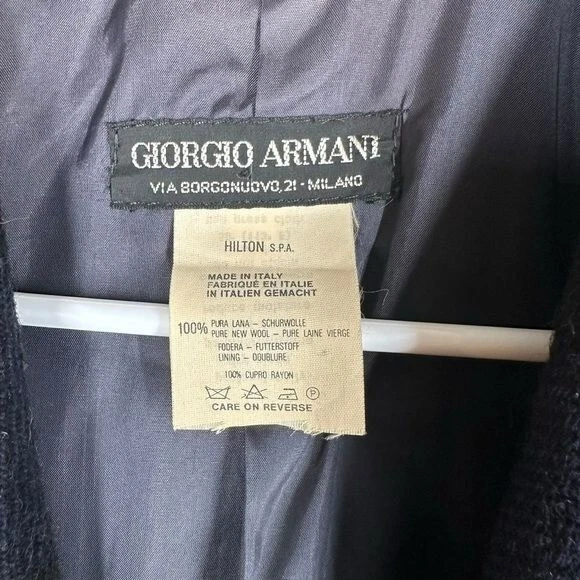 GIORGIO ARMANI
VIA BORGONUOVO, 21 - MILANO
HILTON S.P.A.
MADE IN ITALY
FABRIQUÉ EN ITALIE
IN ITALIEN GEMACHT
100% PURA LANA – SCHURWOLLE
PURE NEW WOOL – PURE LAINE VIERGE
FODERA – FUTTERSTOFF
LINING – DOUBLURE
100% CUPRO RAYON
P
CARE ON REVERSE